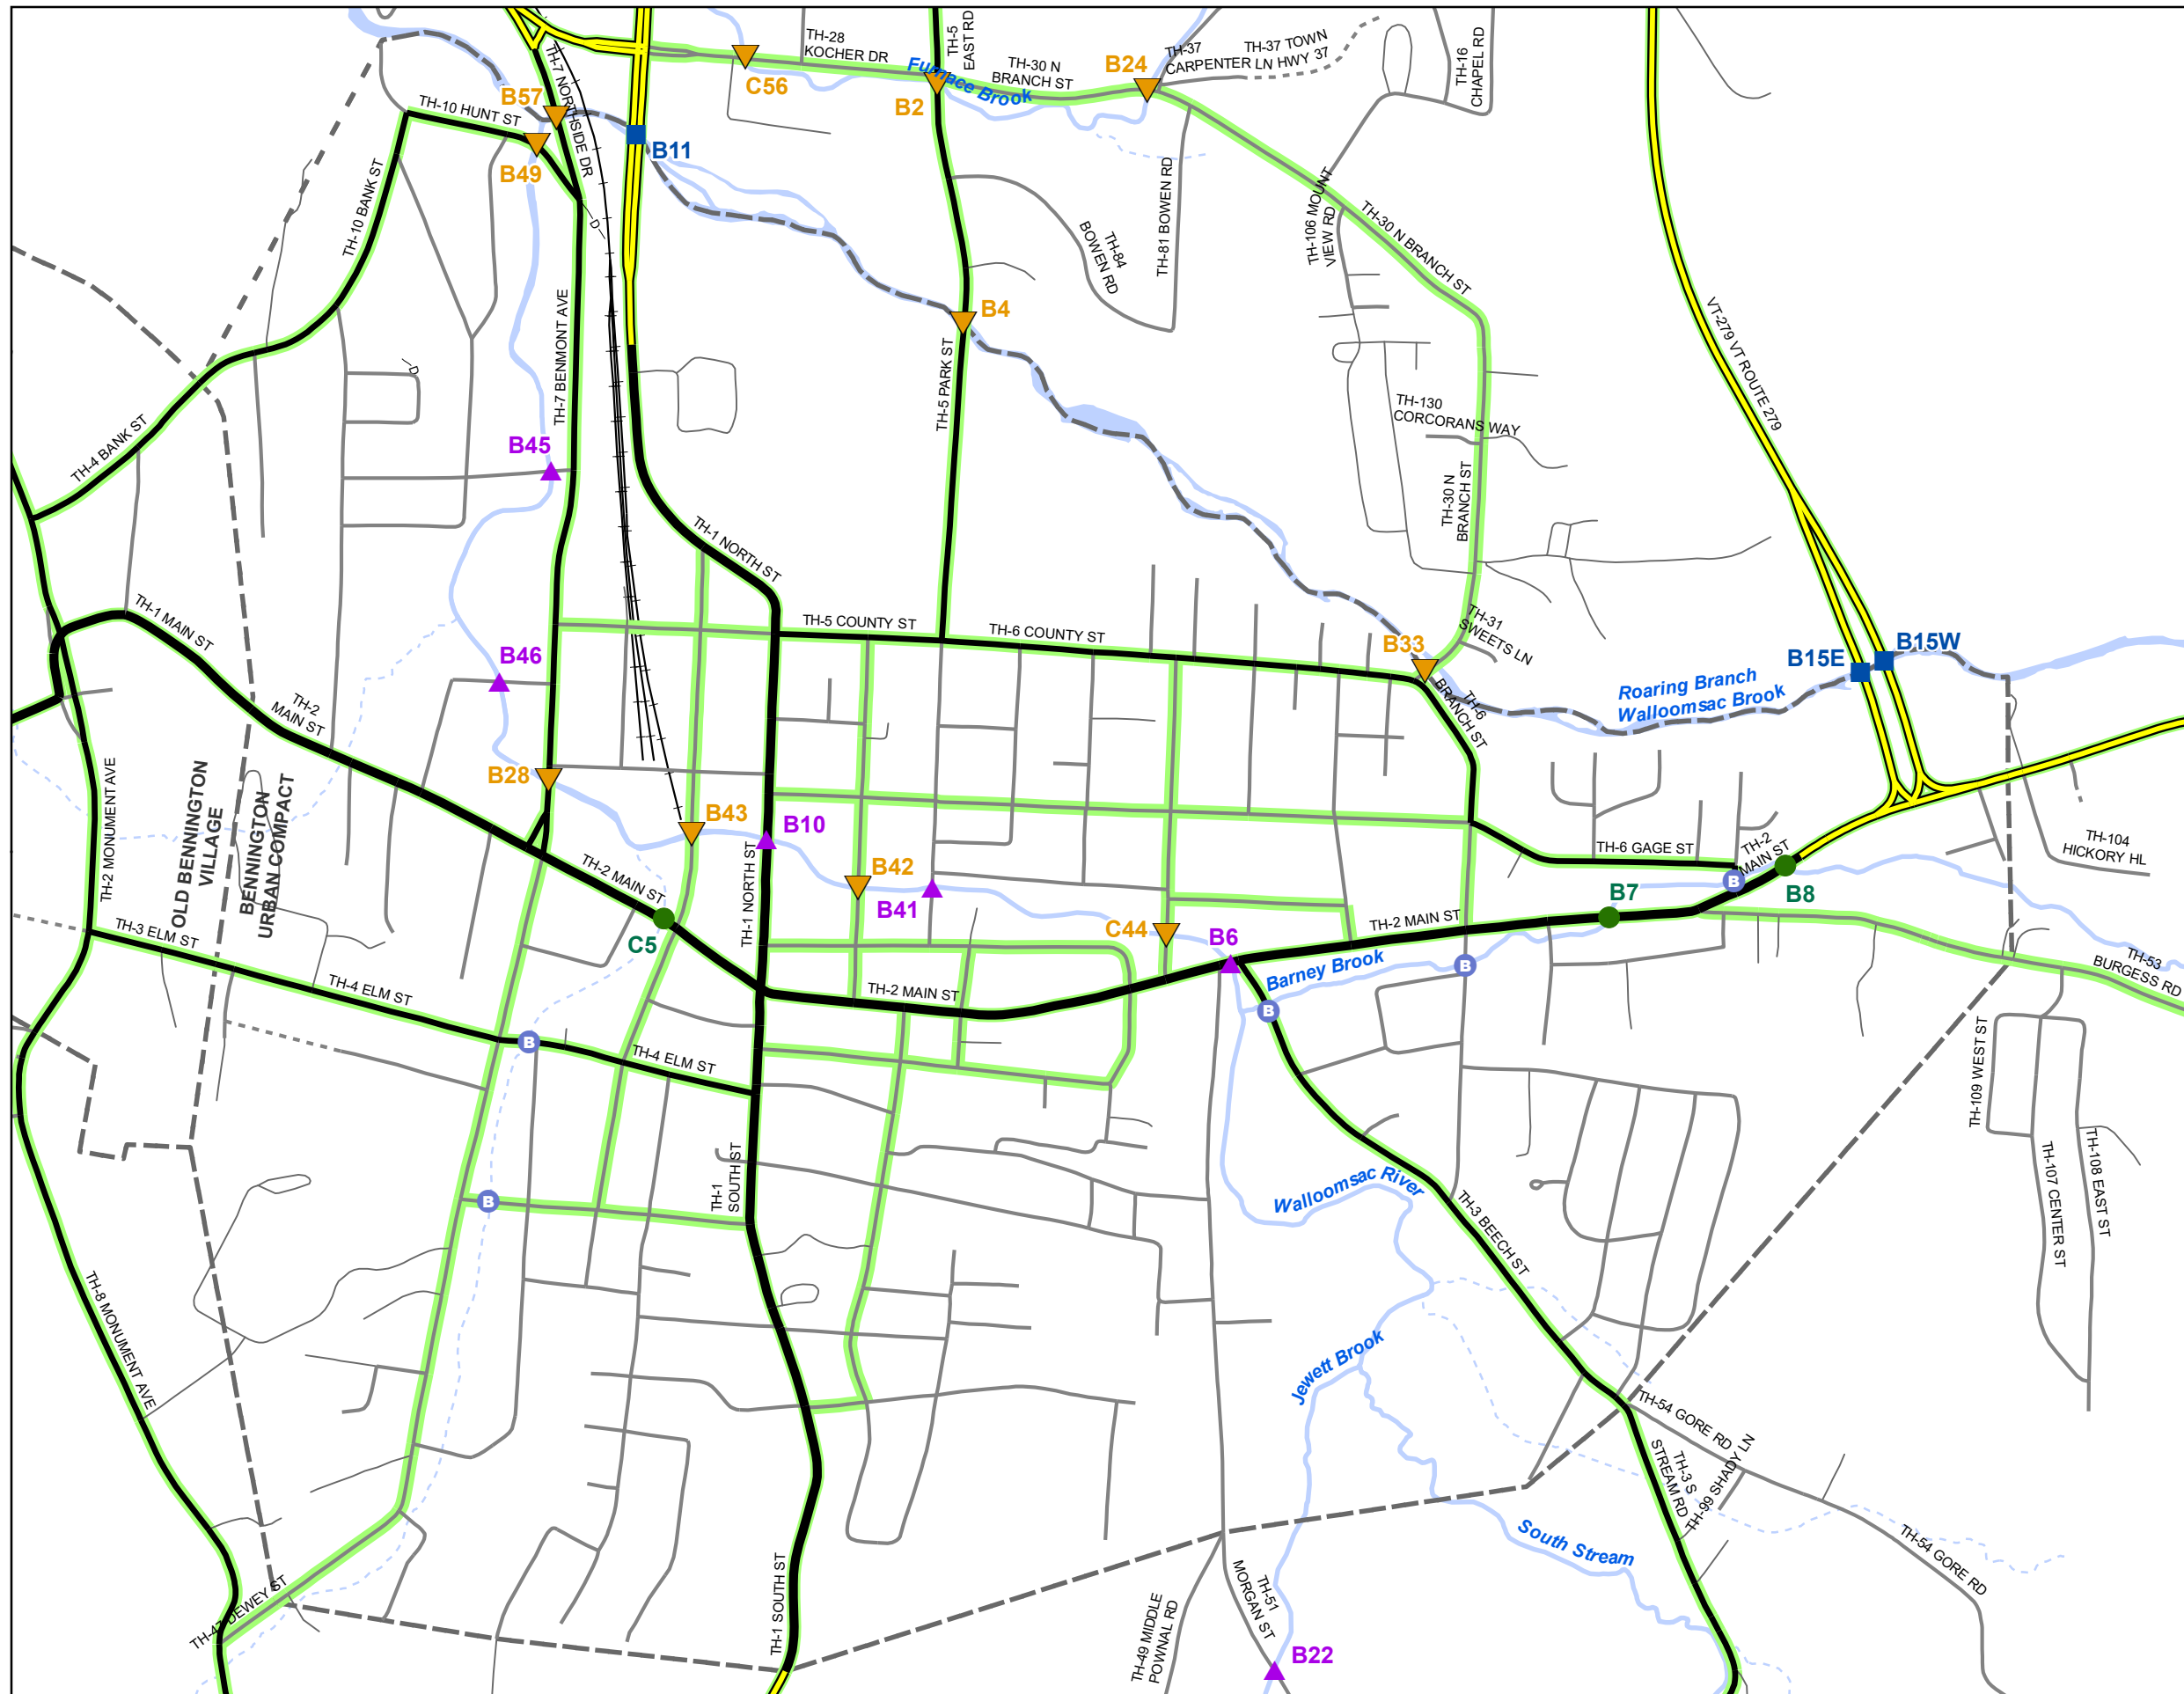 TH-28
KOCHER DR
TH-5
EAST RD
TH-30 N
BRANCH ST
TH-37
CARPENTER LN
TH-37 TOWN
HWY 37
TH-16
CHAPEL RD
Furnace Brook
C56
B2
B24
B57
TH-7 NORTHSIDE DR
TH-10 HUNT ST
B49
B11
D
TH-10 BANK ST
TH-84
BOWEN RD
TH-81 BOWEN RD
TH-106 MOUNT
VIEW RD
TH-30 N BRANCH ST
VT-279 VT ROUTE 279
B4
TH-7 BENMONT AVE
TH-5 PARK ST
D
TH-4 BANK ST
TH-130
CORCORANS WAY
B45
TH-30 N
BRANCH ST
TH-1 NORTH ST
TH-1 MAIN ST
TH-5 COUNTY ST
TH-6 COUNTY ST
TH-31
SWEETS LN
B33
B46
B15E
B15W
Roaring Branch
Walloomsac Brook
TH-2
MAIN ST
TH-6
BRANCH ST
B28
TH-2 MONUMENT AVE
OLD BENNINGTON
VILLAGE
BENNINGTON
URBAN COMPACT
B43
B10
TH-6 GAGE ST
TH-2
MAIN ST
TH-104
HICKORY HL
TH-2 MAIN ST
B42
B41
B
B7
B8
TH-1 NORTH ST
C5
C44
B6
TH-2 MAIN ST
TH-3 ELM ST
TH-4 ELM ST
TH-2 MAIN ST
Barney Brook
B
B
TH-53
BURGESS RD
B
TH-4 ELM ST
TH-109 WEST ST
TH-107 CENTER ST
TH-108 EAST ST
TH-1
SOUTH ST
B
Walloomsac River
TH-3 BEECH ST
TH-8 MONUMENT AVE
Jewett Brook
TH-54 GORE RD
TH-3 S
STREAM RD
TH-99 SHADY LN
South Stream
TH-54 GORE RD
TH-47 DEWEY ST
TH-1 SOUTH ST
TH-49 MIDDLE
POWNAL RD
TH-51
MORGAN ST
B22